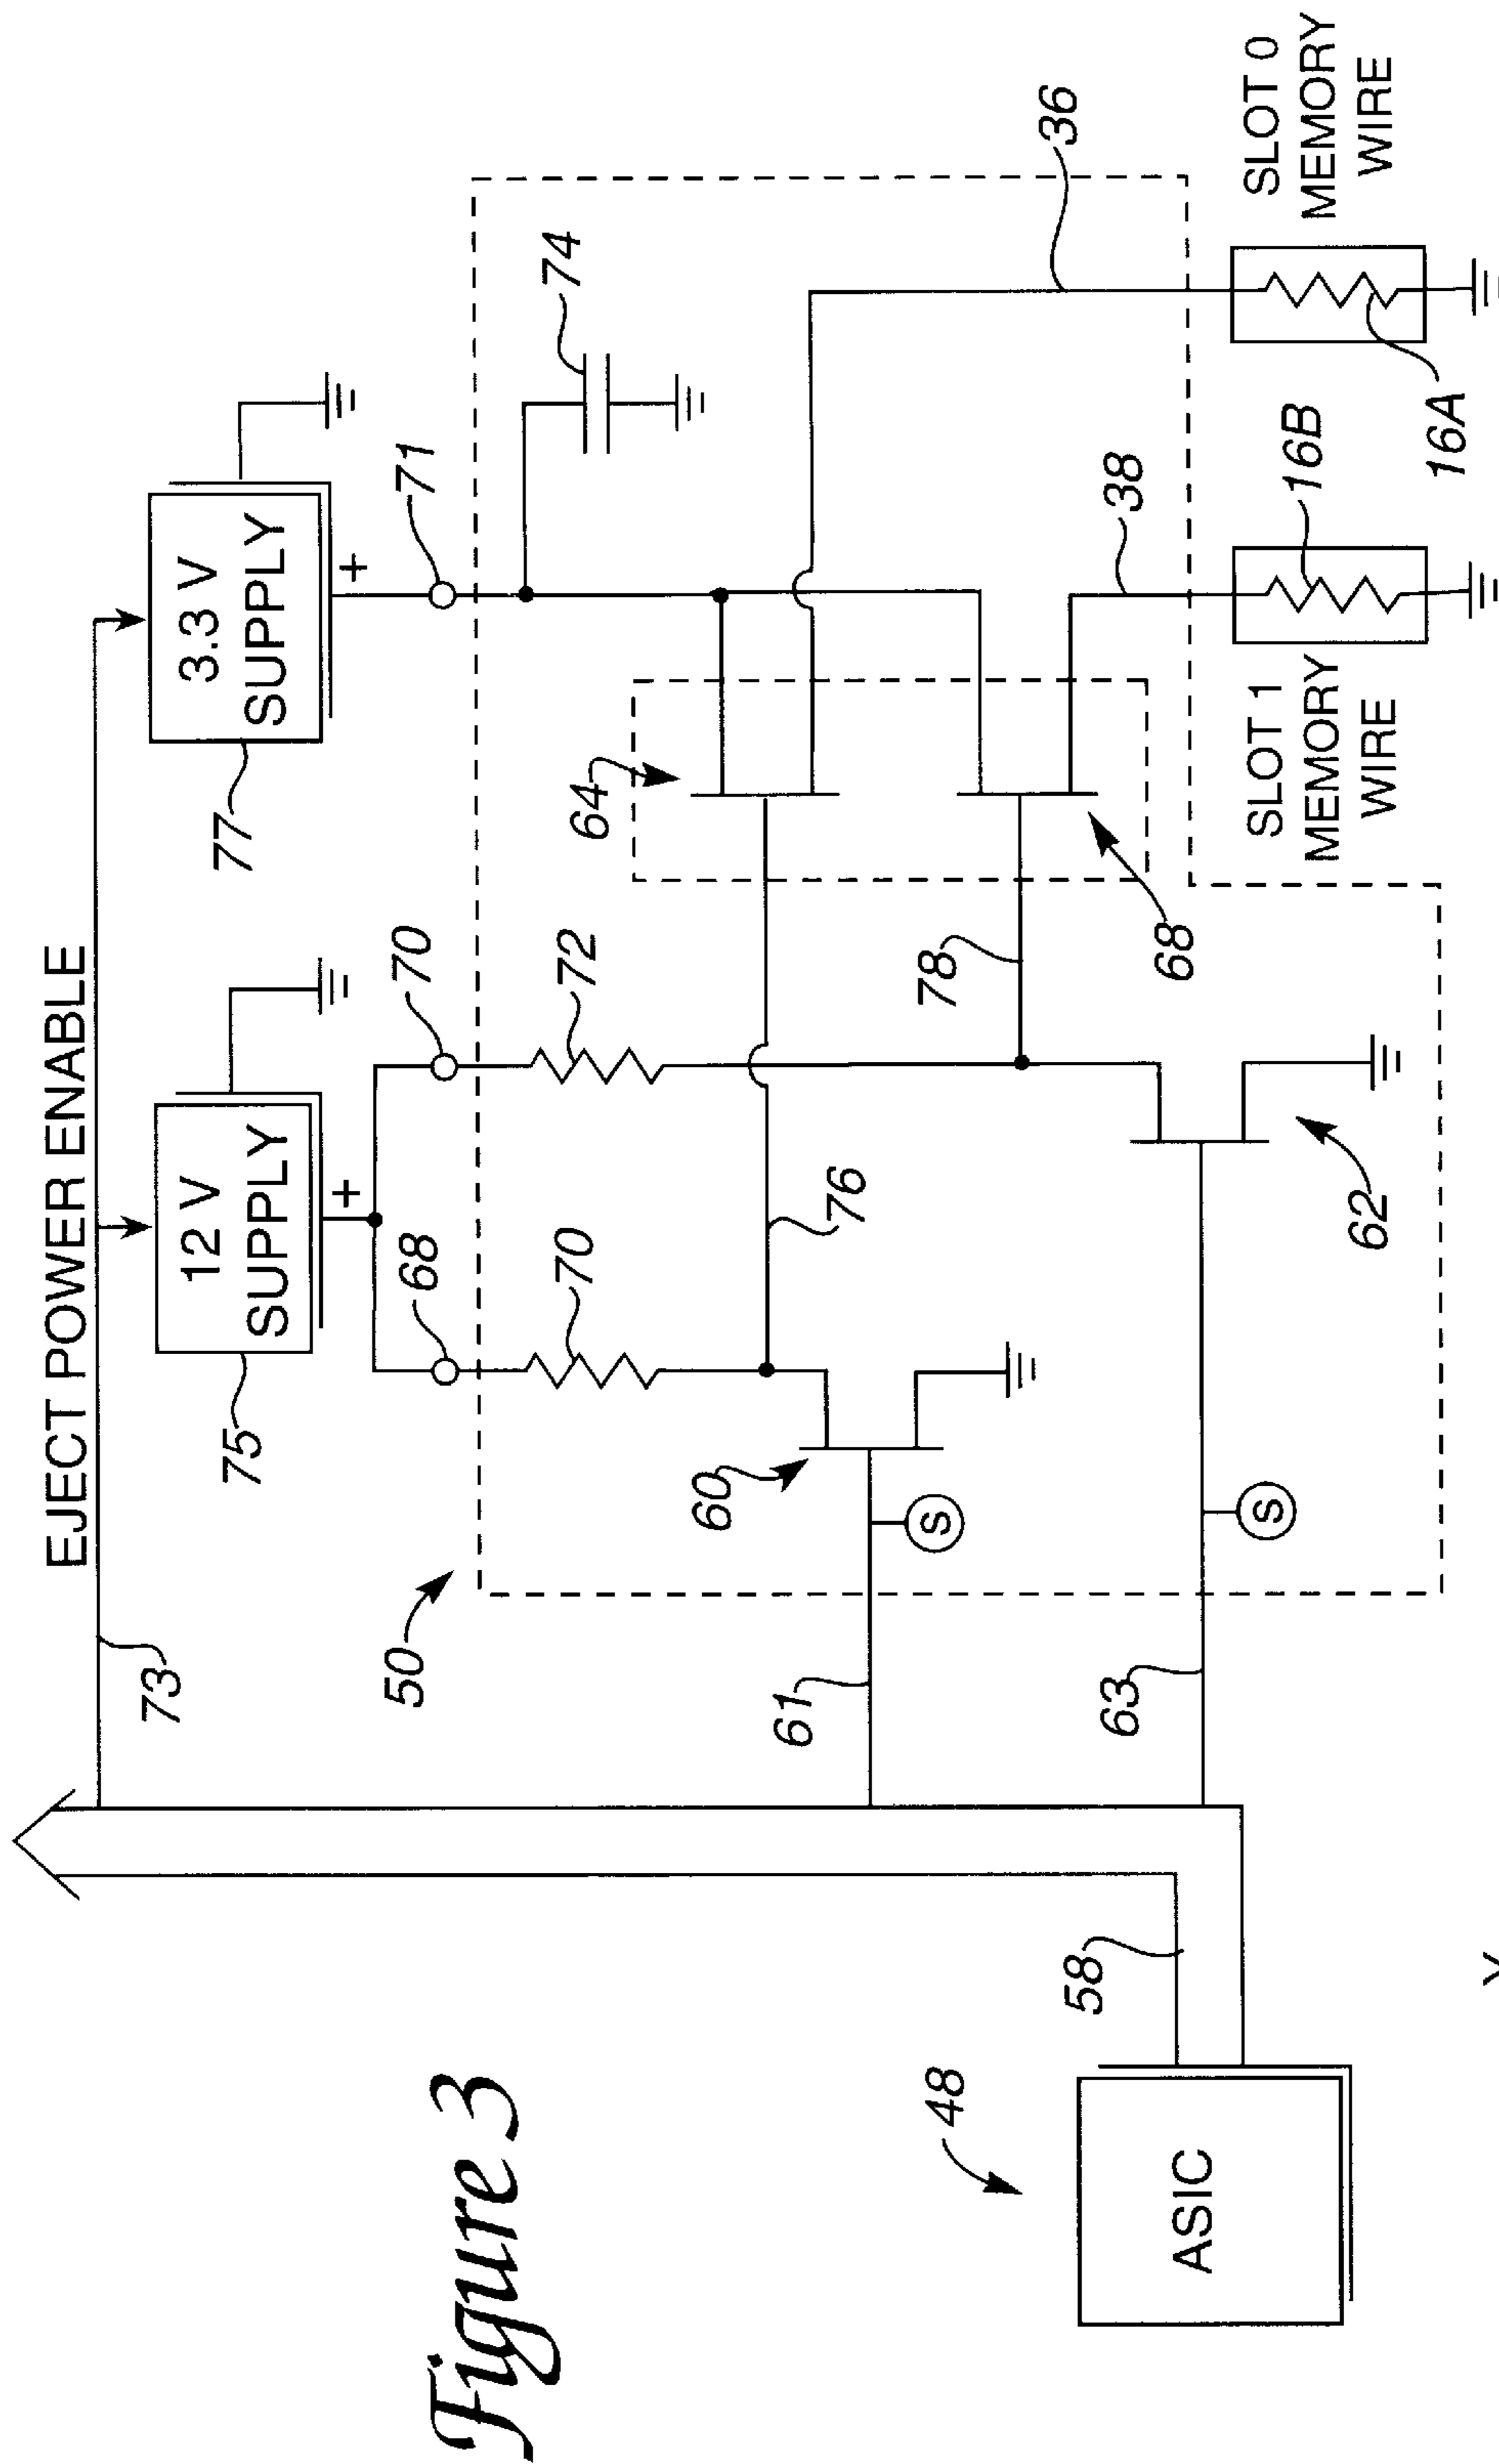 EJECT POWER ENABLE
73
75
12 V
SUPPLY
+
77
3.3 V
SUPPLY
+
68
70
71
50
70
72
74
64
76
78
68
60
S
61
62
S
63
36
38
16B
16A
SLOT 1
MEMORY
WIRE
SLOT 0
MEMORY
WIRE
58
48
ASIC
Figure 3